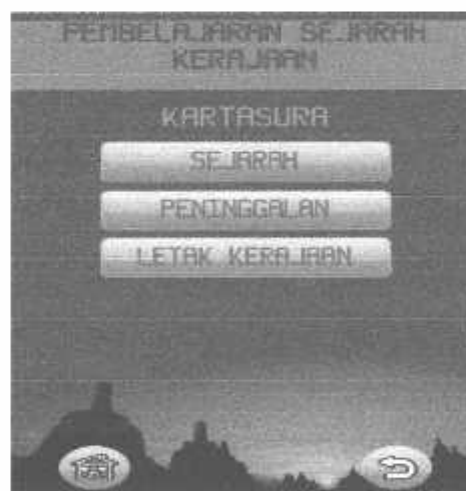 PEMBELAJARAN SEJARAH
KERAJAAN
KARTASURA
SEJARAH
PENINGGALAN
LETAK KERAJAAN